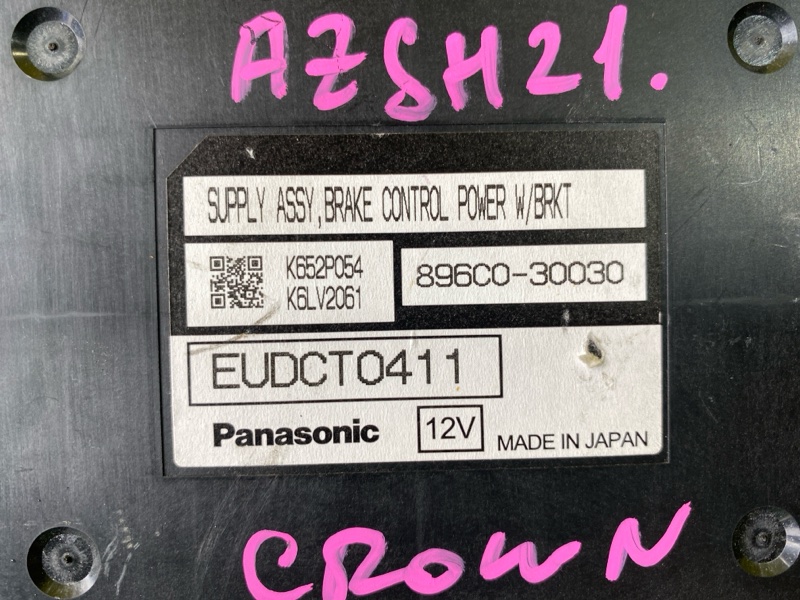 AZSH21.
SUPPLY ASSY,BRAKE CONTROL POWER W/BRKT
K652P054
K6LV2061
896C0-30030
EUDCT0411
Panasonic
12V
MADE IN JAPAN
CROWN